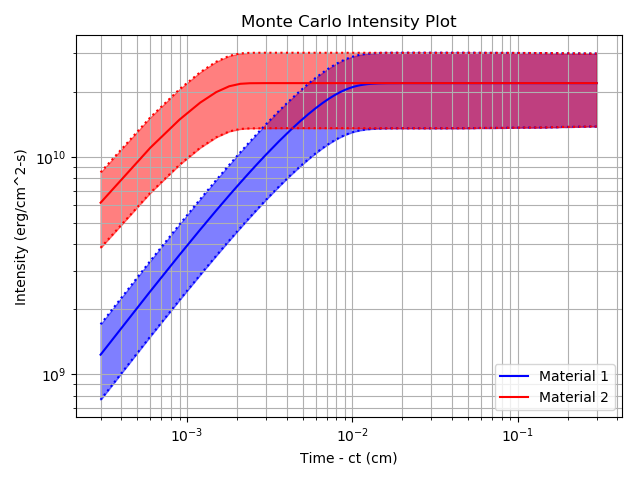 Monte Carlo Intensity Plot
Intensity (erg/cm^2-s)
10^10
10^9
10^-3
10^-2
10^-1
Time - ct (cm)
Material 1
Material 2